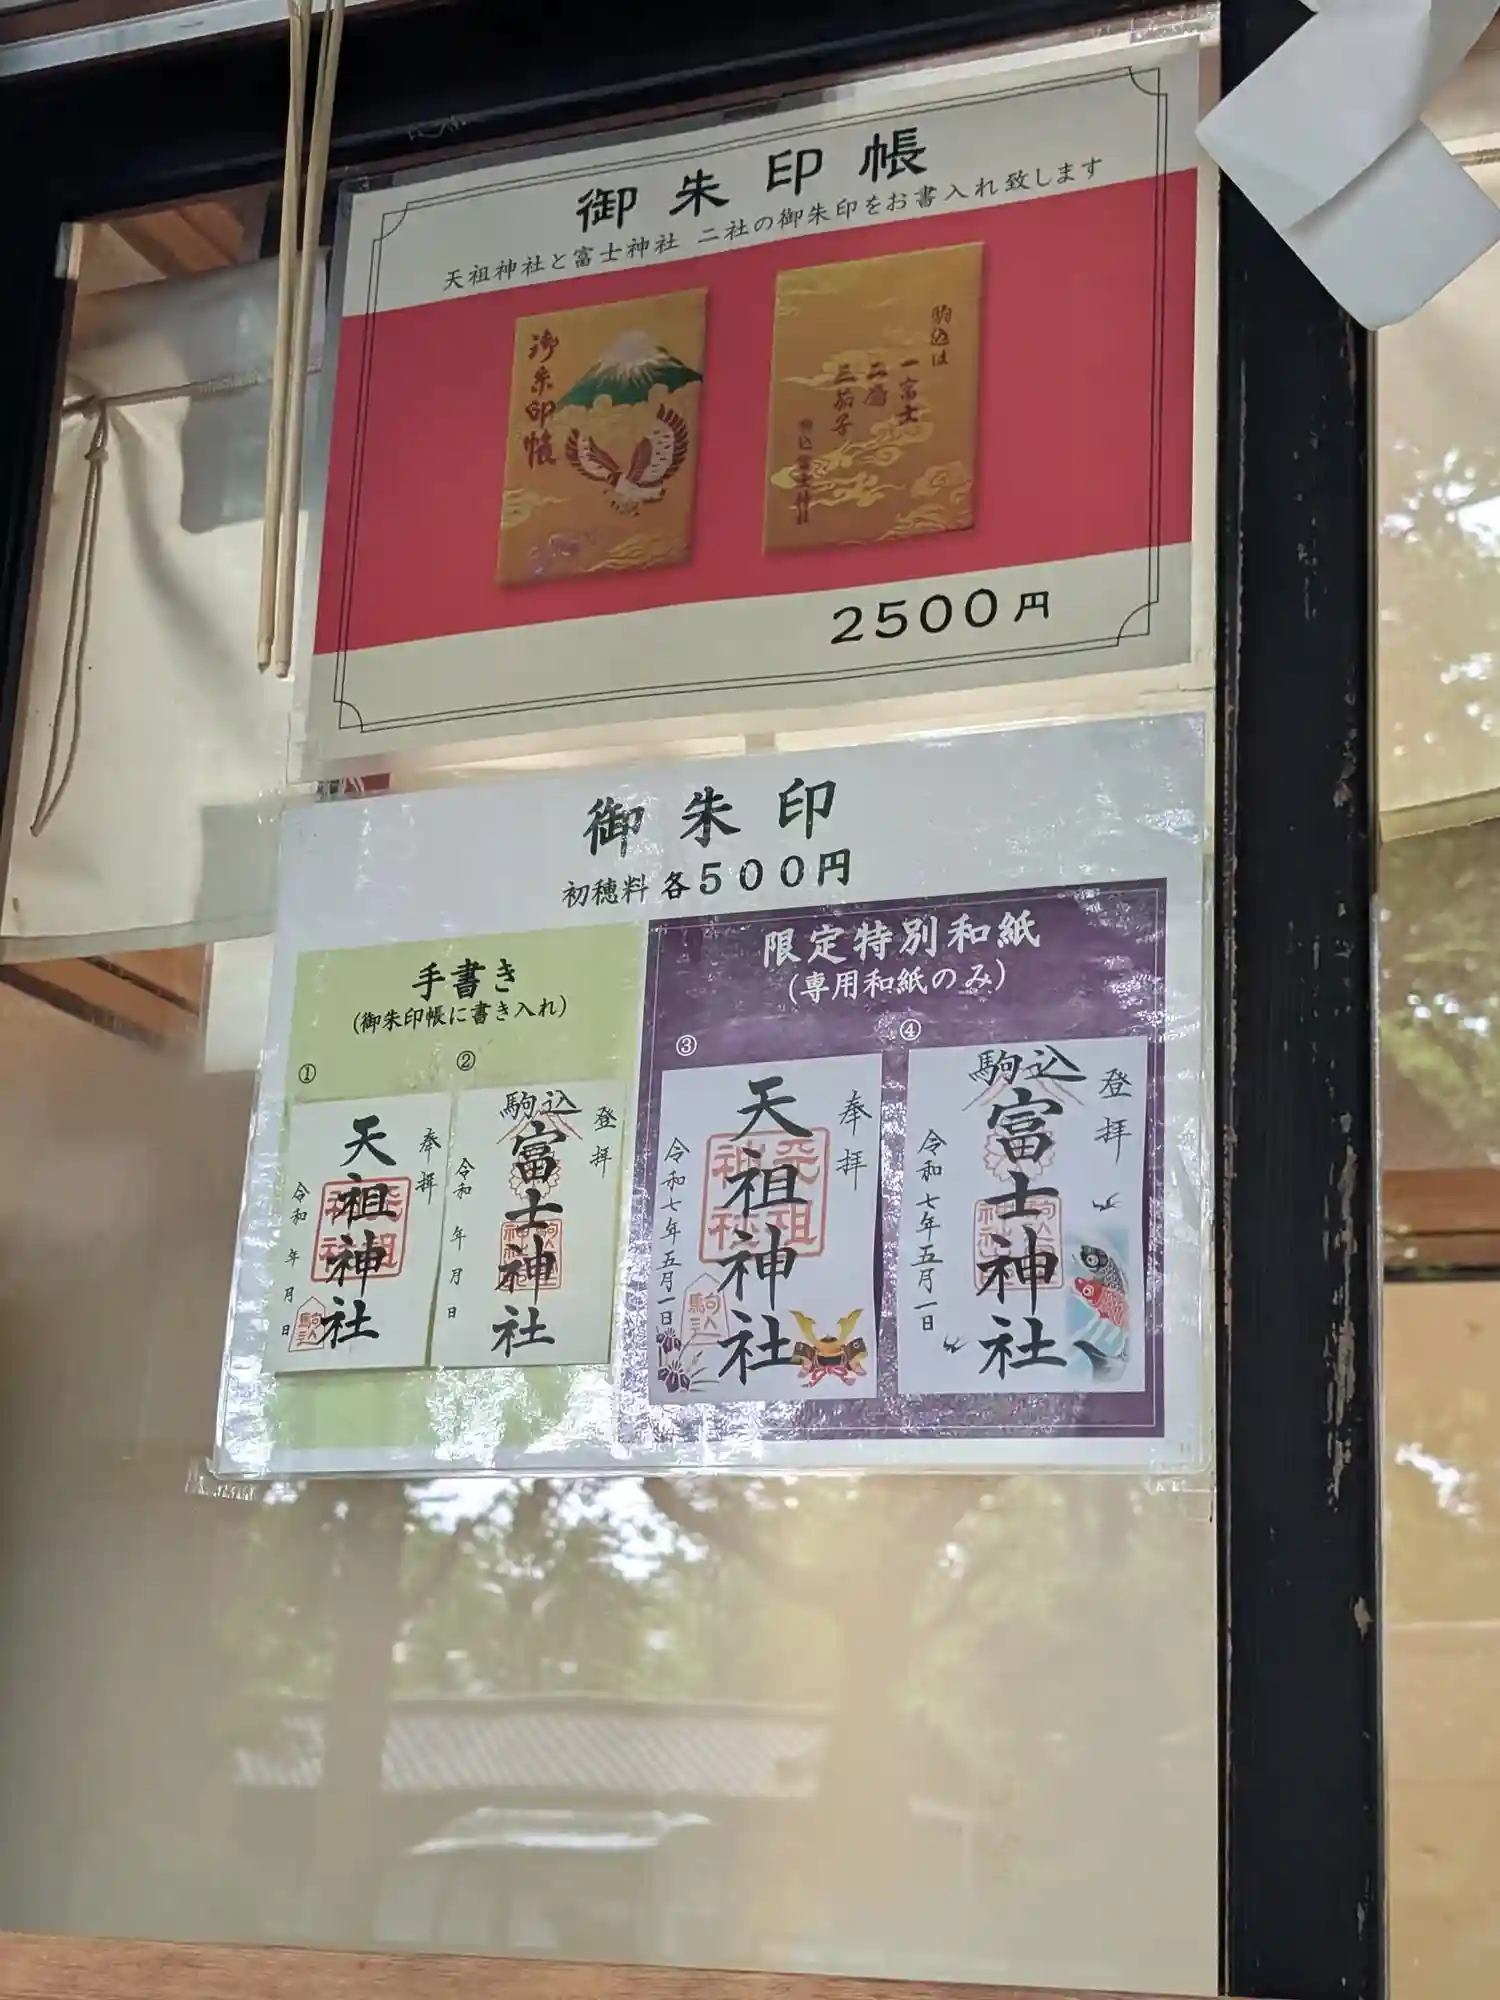 御朱印帳
天祖神社と富士神社 二社の御朱印をお書入れ致します
御朱印帳
駒込は
一富士
二鷹
三茄子
駒込富士神社
2500円
御朱印
初穂料 各500円
手書き
(御朱印帳に書き入れ)
①
奉拝
天祖神社
令和 年 月 日
②
登拝
駒込
富士神社
令和 年 月 日
限定特別和紙
(専用和紙のみ)
③
奉拝
天祖神社
令和七年五月一日
④
登拝
駒込
富士神社
令和七年五月一日